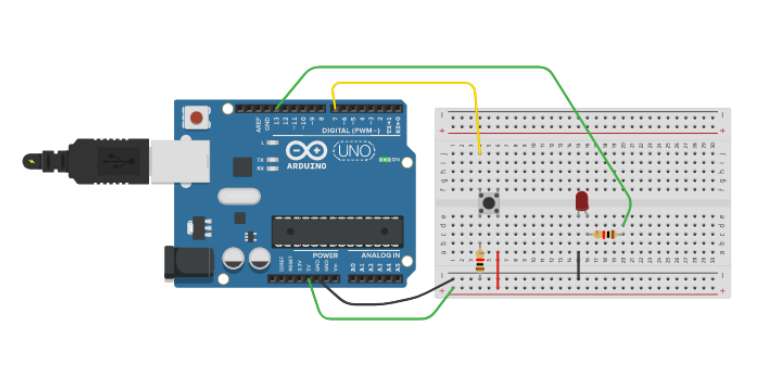 AREF
GND
13
12
~11
~10
~9
8
7
~6
~5
4
~3
2
TX→1
RX←0
L
DIGITAL (PWM~)
TX
RX
ARDUINO
UNO
ON
POWER
ANALOG IN
IOREF
RESET
3.3V
5V
GND
GND
Vin
A0
A1
A2
A3
A4
A5
j
i
h
g
f
e
d
c
b
a